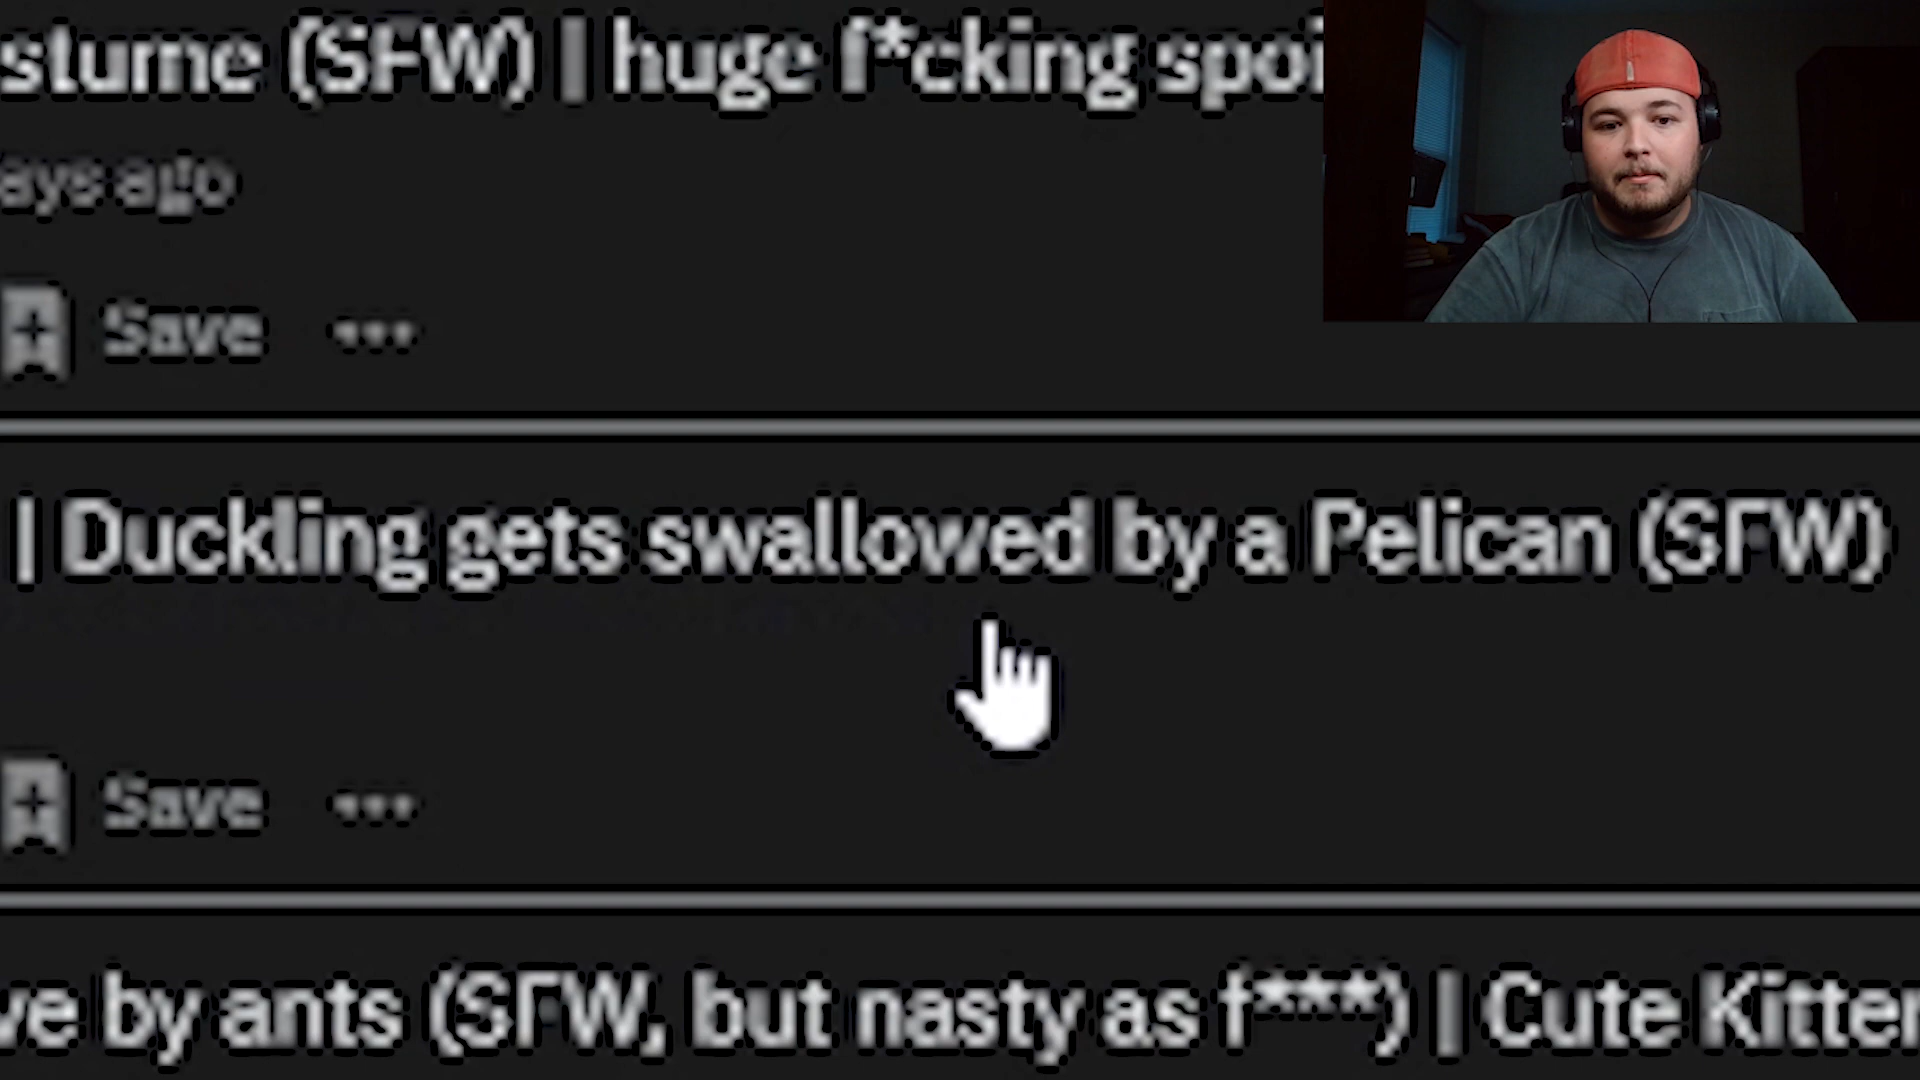 stume (SFW) | huge f*cking spoi
ays ago
Save
| Duckling gets swallowed by a Pelican (SFW)
Save
ve by ants (SFW, but nasty as f***) | Cute Kitten